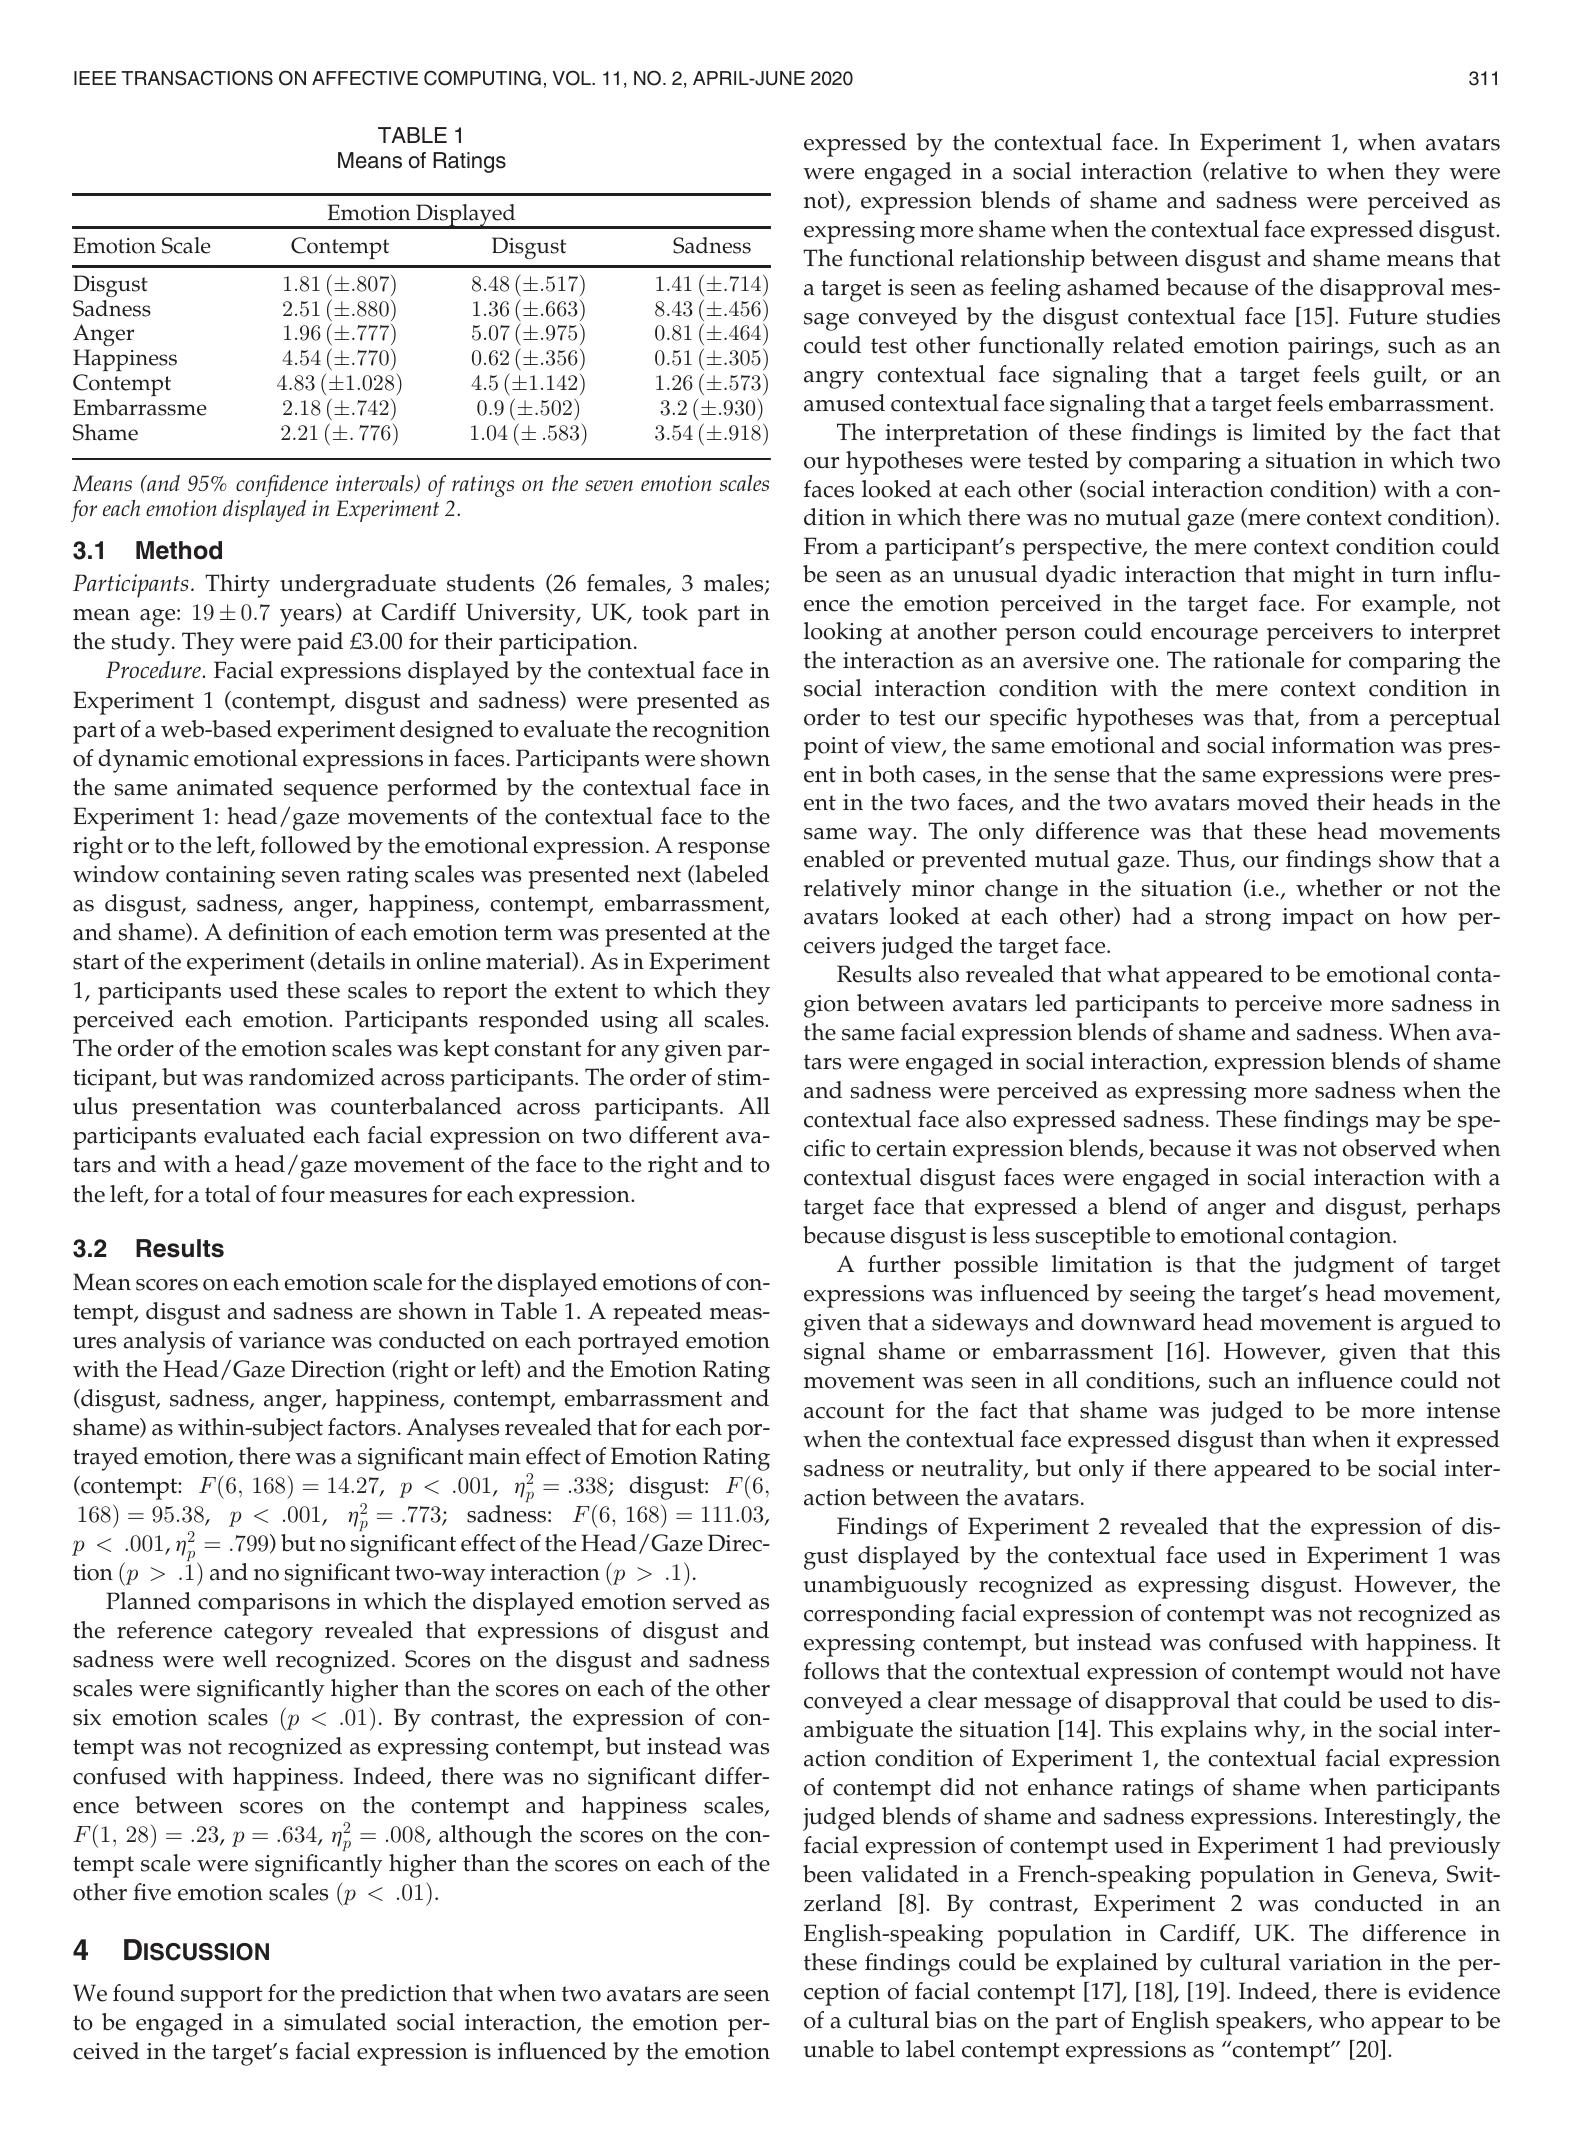 IEEE TRANSACTIONS ON AFFECTIVE COMPUTING, VOL. 11, NO. 2, APRIL-JUNE 2020 311
TABLE 1
Means of Ratings
Emotion Displayed
Emotion Scale Contempt Disgust Sadness
Disgust 1.81 (±.807) 8.48 (±.517) 1.41 (±.714)
Sadness 2.51 (±.880) 1.36 (±.663) 8.43 (±.456)
Anger 1.96 (±.777) 5.07 (±.975) 0.81 (±.464)
Happiness 4.54 (±.770) 0.62 (±.356) 0.51 (±.305)
Contempt 4.83 (±1.028) 4.5 (±1.142) 1.26 (±.573)
Embarrassme 2.18 (±.742) 0.9 (±.502) 3.2 (±.930)
Shame 2.21 (±. 776) 1.04 (± .583) 3.54 (±.918)
Means (and 95% confidence intervals) of ratings on the seven emotion scales
for each emotion displayed in Experiment 2.
3.1 Method
Participants. Thirty undergraduate students (26 females, 3 males;
mean age: 19 ± 0.7 years) at Cardiff University, UK, took part in
the study. They were paid £3.00 for their participation.
Procedure. Facial expressions displayed by the contextual face in
Experiment 1 (contempt, disgust and sadness) were presented as
part of a web-based experiment designed to evaluate the recognition
of dynamic emotional expressions in faces. Participants were shown
the same animated sequence performed by the contextual face in
Experiment 1: head/gaze movements of the contextual face to the
right or to the left, followed by the emotional expression. A response
window containing seven rating scales was presented next (labeled
as disgust, sadness, anger, happiness, contempt, embarrassment,
and shame). A definition of each emotion term was presented at the
start of the experiment (details in online material). As in Experiment
1, participants used these scales to report the extent to which they
perceived each emotion. Participants responded using all scales.
The order of the emotion scales was kept constant for any given par-
ticipant, but was randomized across participants. The order of stim-
ulus presentation was counterbalanced across participants. All
participants evaluated each facial expression on two different ava-
tars and with a head/gaze movement of the face to the right and to
the left, for a total of four measures for each expression.
3.2 Results
Mean scores on each emotion scale for the displayed emotions of con-
tempt, disgust and sadness are shown in Table 1. A repeated meas-
ures analysis of variance was conducted on each portrayed emotion
with the Head/Gaze Direction (right or left) and the Emotion Rating
(disgust, sadness, anger, happiness, contempt, embarrassment and
shame) as within-subject factors. Analyses revealed that for each por-
trayed emotion, there was a significant main effect of Emotion Rating
(contempt: F(6, 168) = 14.27, p < .001, η²ₚ = .338; disgust: F(6,
168) = 95.38, p < .001, η²ₚ = .773; sadness: F(6, 168) = 111.03,
p < .001, η²ₚ = .799) but no significant effect of the Head/Gaze Direc-
tion (p > .1) and no significant two-way interaction (p > .1).
Planned comparisons in which the displayed emotion served as
the reference category revealed that expressions of disgust and
sadness were well recognized. Scores on the disgust and sadness
scales were significantly higher than the scores on each of the other
six emotion scales (p < .01). By contrast, the expression of con-
tempt was not recognized as expressing contempt, but instead was
confused with happiness. Indeed, there was no significant differ-
ence between scores on the contempt and happiness scales,
F(1, 28) = .23, p = .634, η²ₚ = .008, although the scores on the con-
tempt scale were significantly higher than the scores on each of the
other five emotion scales (p < .01).
4 DISCUSSION
We found support for the prediction that when two avatars are seen
to be engaged in a simulated social interaction, the emotion per-
ceived in the target's facial expression is influenced by the emotion
expressed by the contextual face. In Experiment 1, when avatars
were engaged in a social interaction (relative to when they were
not), expression blends of shame and sadness were perceived as
expressing more shame when the contextual face expressed disgust.
The functional relationship between disgust and shame means that
a target is seen as feeling ashamed because of the disapproval mes-
sage conveyed by the disgust contextual face [15]. Future studies
could test other functionally related emotion pairings, such as an
angry contextual face signaling that a target feels guilt, or an
amused contextual face signaling that a target feels embarrassment.
The interpretation of these findings is limited by the fact that
our hypotheses were tested by comparing a situation in which two
faces looked at each other (social interaction condition) with a con-
dition in which there was no mutual gaze (mere context condition).
From a participant's perspective, the mere context condition could
be seen as an unusual dyadic interaction that might in turn influ-
ence the emotion perceived in the target face. For example, not
looking at another person could encourage perceivers to interpret
the interaction as an aversive one. The rationale for comparing the
social interaction condition with the mere context condition in
order to test our specific hypotheses was that, from a perceptual
point of view, the same emotional and social information was pres-
ent in both cases, in the sense that the same expressions were pres-
ent in the two faces, and the two avatars moved their heads in the
same way. The only difference was that these head movements
enabled or prevented mutual gaze. Thus, our findings show that a
relatively minor change in the situation (i.e., whether or not the
avatars looked at each other) had a strong impact on how per-
ceivers judged the target face.
Results also revealed that what appeared to be emotional conta-
gion between avatars led participants to perceive more sadness in
the same facial expression blends of shame and sadness. When ava-
tars were engaged in social interaction, expression blends of shame
and sadness were perceived as expressing more sadness when the
contextual face also expressed sadness. These findings may be spe-
cific to certain expression blends, because it was not observed when
contextual disgust faces were engaged in social interaction with a
target face that expressed a blend of anger and disgust, perhaps
because disgust is less susceptible to emotional contagion.
A further possible limitation is that the judgment of target
expressions was influenced by seeing the target's head movement,
given that a sideways and downward head movement is argued to
signal shame or embarrassment [16]. However, given that this
movement was seen in all conditions, such an influence could not
account for the fact that shame was judged to be more intense
when the contextual face expressed disgust than when it expressed
sadness or neutrality, but only if there appeared to be social inter-
action between the avatars.
Findings of Experiment 2 revealed that the expression of dis-
gust displayed by the contextual face used in Experiment 1 was
unambiguously recognized as expressing disgust. However, the
corresponding facial expression of contempt was not recognized as
expressing contempt, but instead was confused with happiness. It
follows that the contextual expression of contempt would not have
conveyed a clear message of disapproval that could be used to dis-
ambiguate the situation [14]. This explains why, in the social inter-
action condition of Experiment 1, the contextual facial expression
of contempt did not enhance ratings of shame when participants
judged blends of shame and sadness expressions. Interestingly, the
facial expression of contempt used in Experiment 1 had previously
been validated in a French-speaking population in Geneva, Swit-
zerland [8]. By contrast, Experiment 2 was conducted in an
English-speaking population in Cardiff, UK. The difference in
these findings could be explained by cultural variation in the per-
ception of facial contempt [17], [18], [19]. Indeed, there is evidence
of a cultural bias on the part of English speakers, who appear to be
unable to label contempt expressions as "contempt" [20].